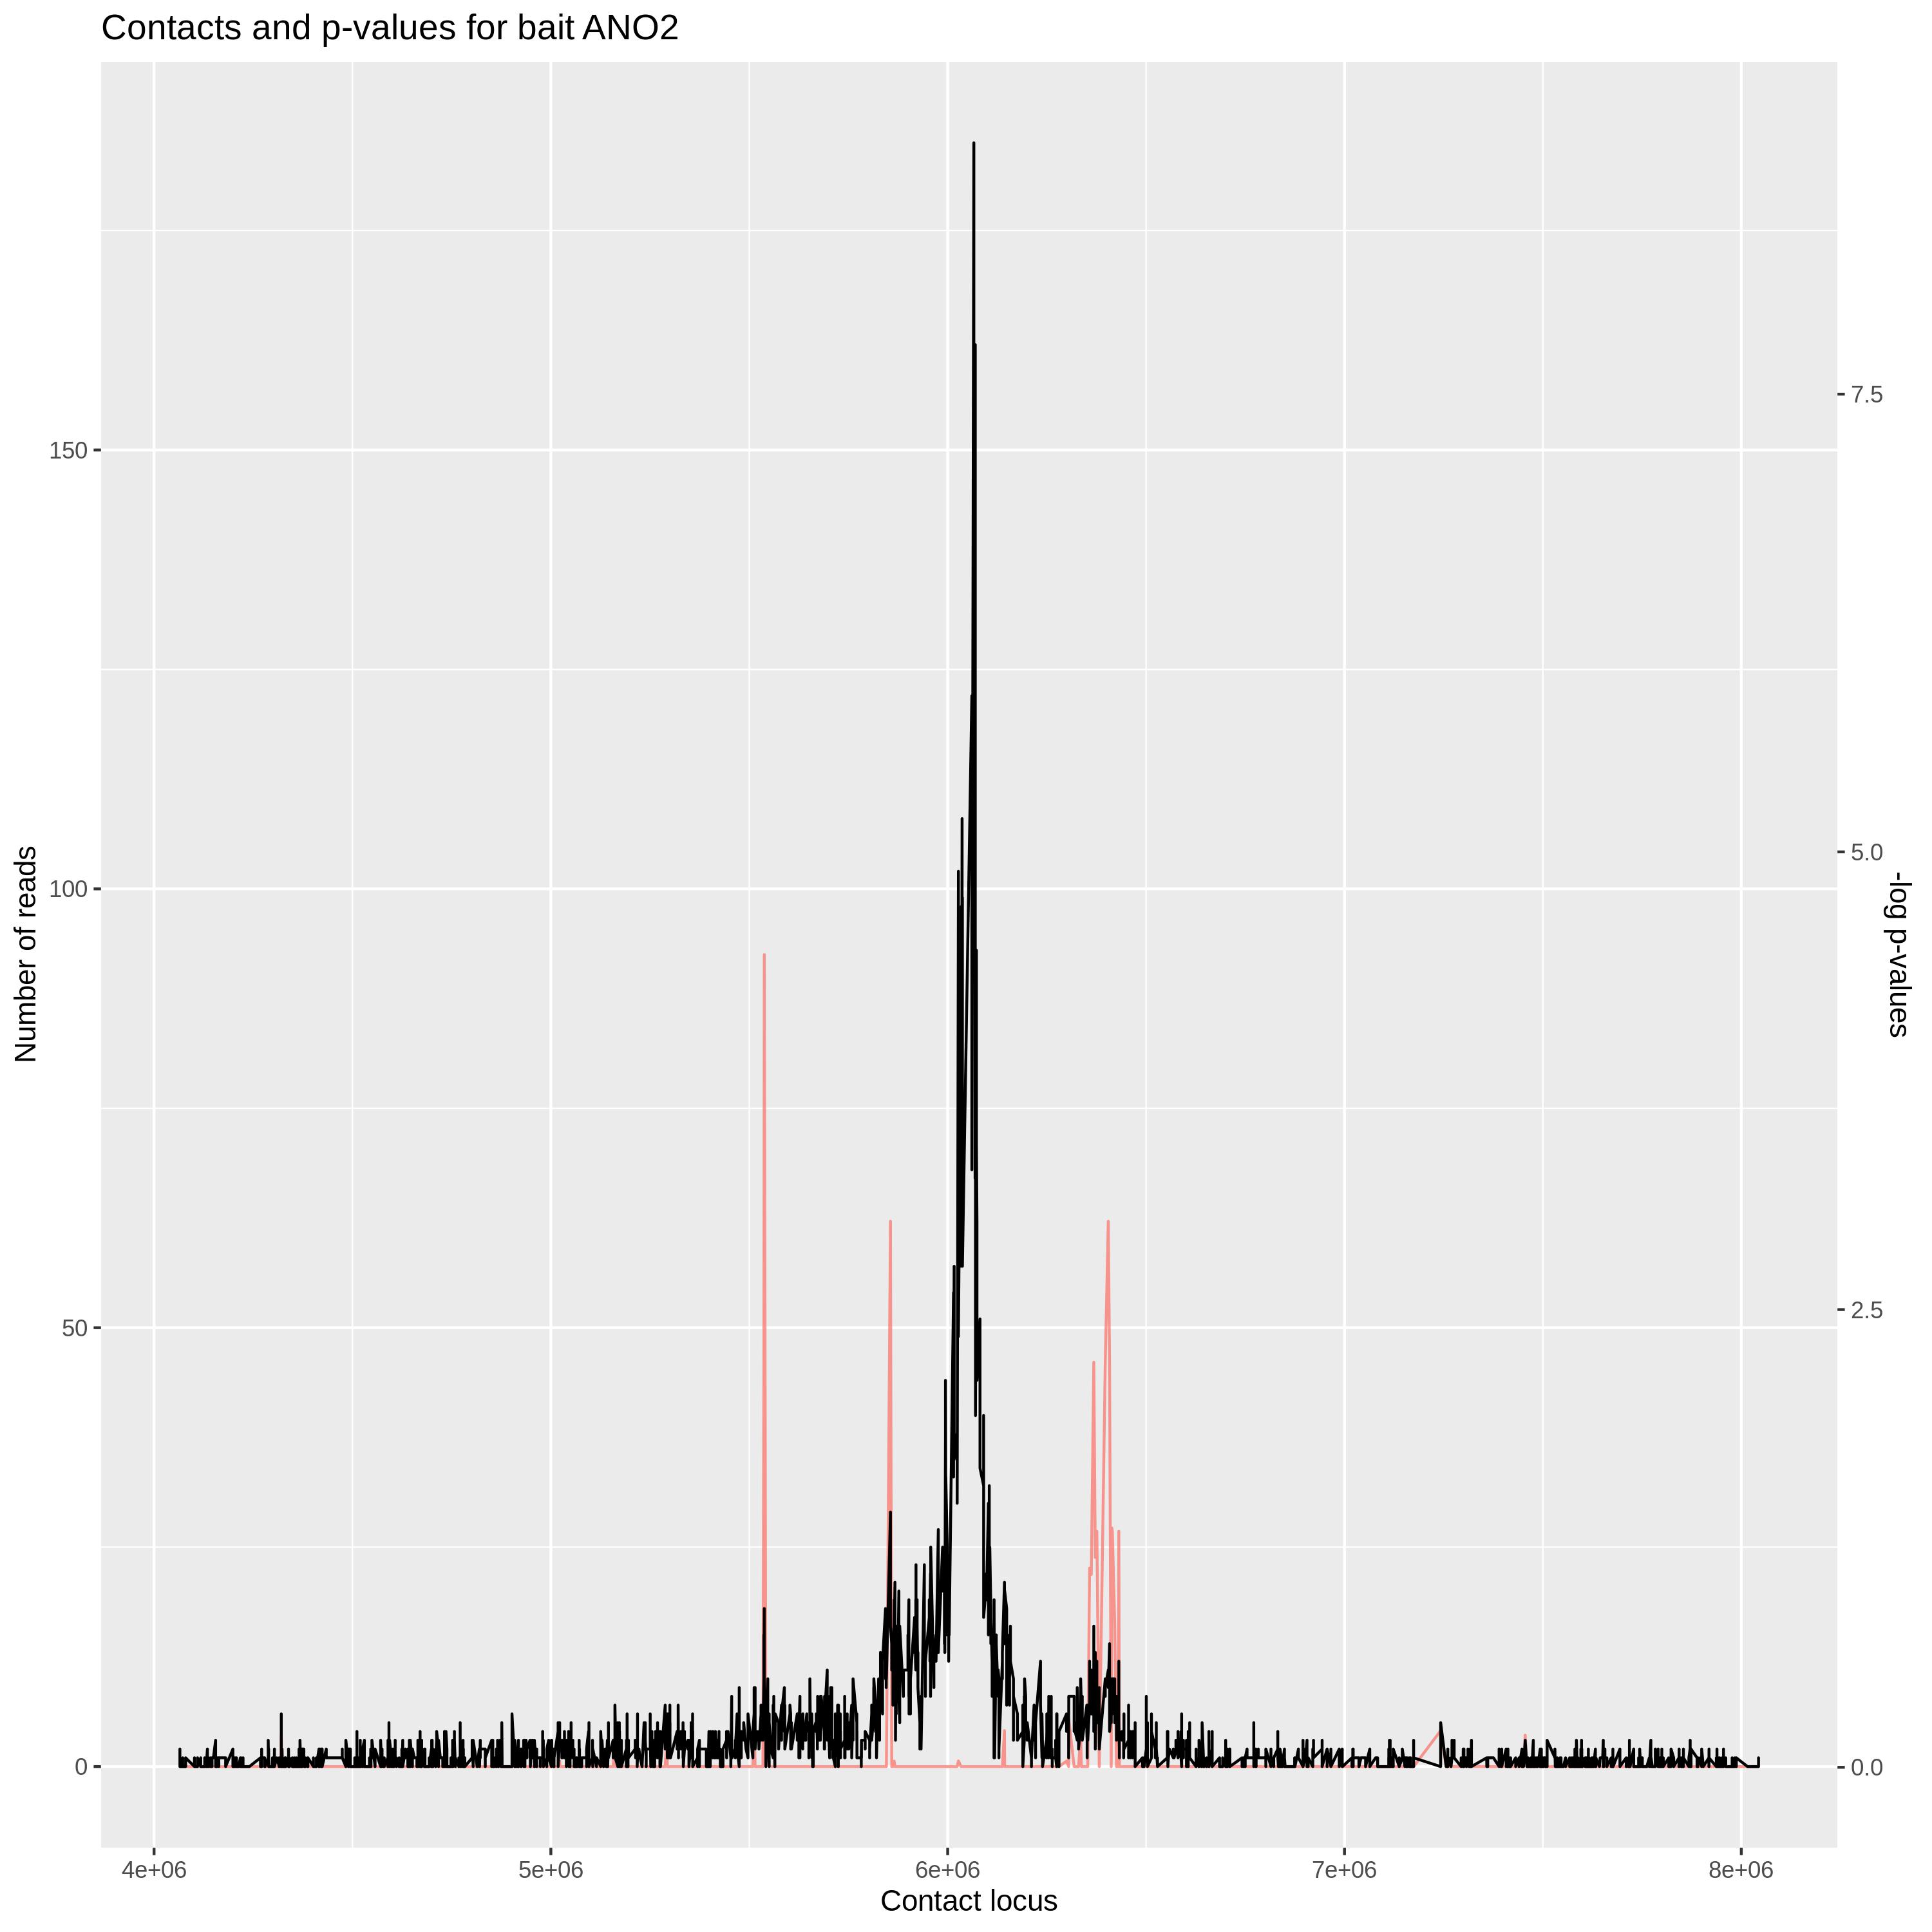 Contacts and p-values for bait ANO2
Number of reads
150
100
50
0
7.5
5.0
2.5
0.0
-log p-values
4e+06
5e+06
6e+06
7e+06
8e+06
Contact locus